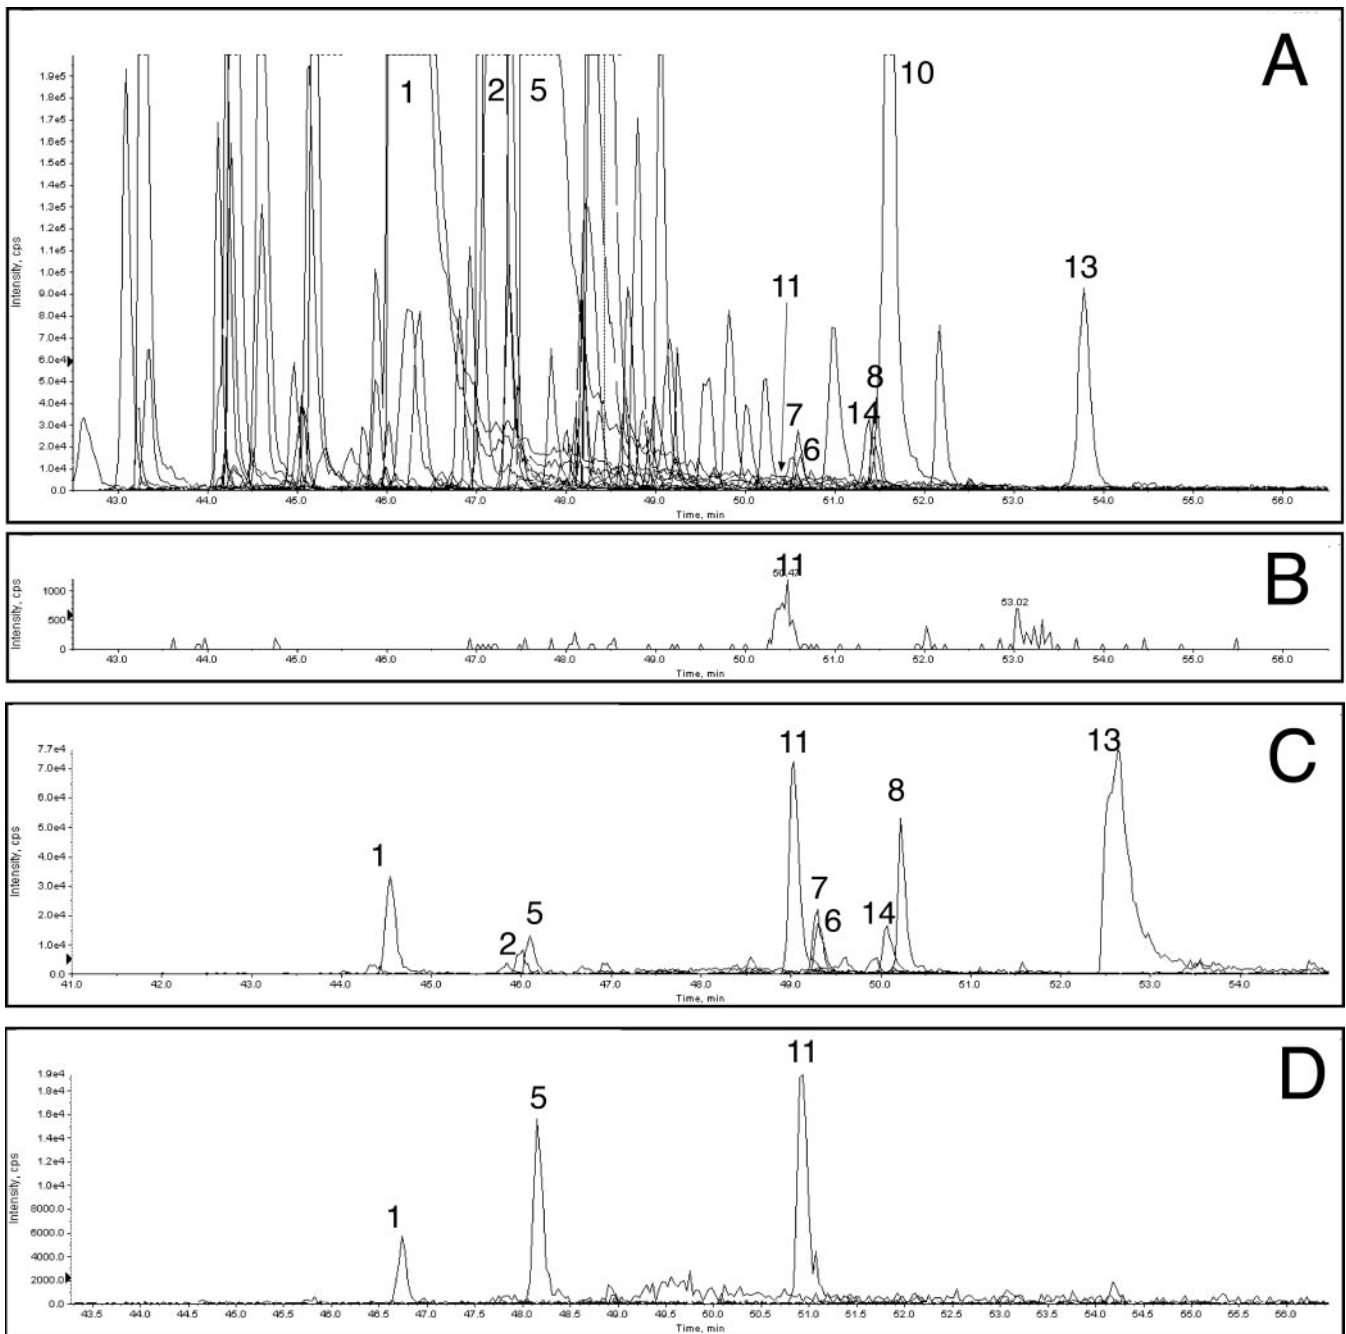 A
1.9e5
1.8e5
1.7e5
1.6e5
1.5e5
1.4e5
1.3e5
1.2e5
1.1e5
1.0e5
9.0e4
8.0e4
7.0e4
6.0e4
5.0e4
4.0e4
3.0e4
2.0e4
1.0e4
0.0
Intensity, cps
1 2 5 10
11 13
7 6 14 8
43.0 44.0 45.0 46.0 47.0 48.0 49.0 50.0 51.0 52.0 53.0 54.0 55.0 56.0
Time, min
B
1000
500
0
Intensity, cps
11
50.47
53.02
43.0 44.0 45.0 46.0 47.0 48.0 49.0 50.0 51.0 52.0 53.0 54.0 55.0 56.0
Time, min
C
7.7e4
7.0e4
6.0e4
5.0e4
4.0e4
3.0e4
2.0e4
1.0e4
0.0
Intensity, cps
1 2 5 11 7 6 14 8 13
41.0 42.0 43.0 44.0 45.0 46.0 47.0 48.0 49.0 50.0 51.0 52.0 53.0 54.0
Time, min
D
1.9e4
1.8e4
1.6e4
1.4e4
1.2e4
1.0e4
8000.0
6000.0
4000.0
2000.0
0.0
Intensity, cps
1 5 11
43.5 44.0 44.5 45.0 45.5 46.0 46.5 47.0 47.5 48.0 48.5 49.0 49.5 50.0 50.5 51.0 51.5 52.0 52.5 53.0 53.5 54.0 54.5 55.0 55.5 56.0
Time, min